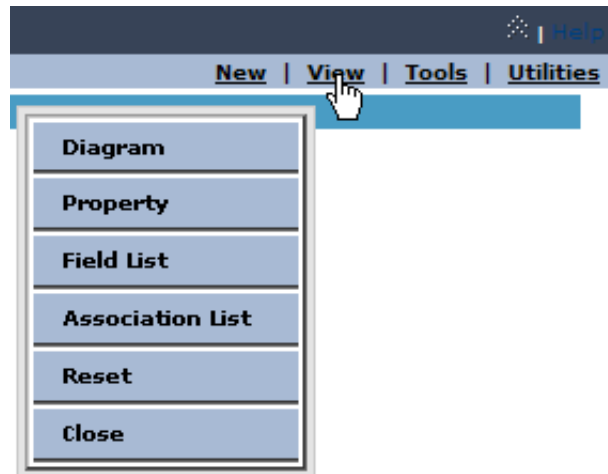 | Help
New | View | Tools | Utilities
Diagram
Property
Field List
Association List
Reset
Close